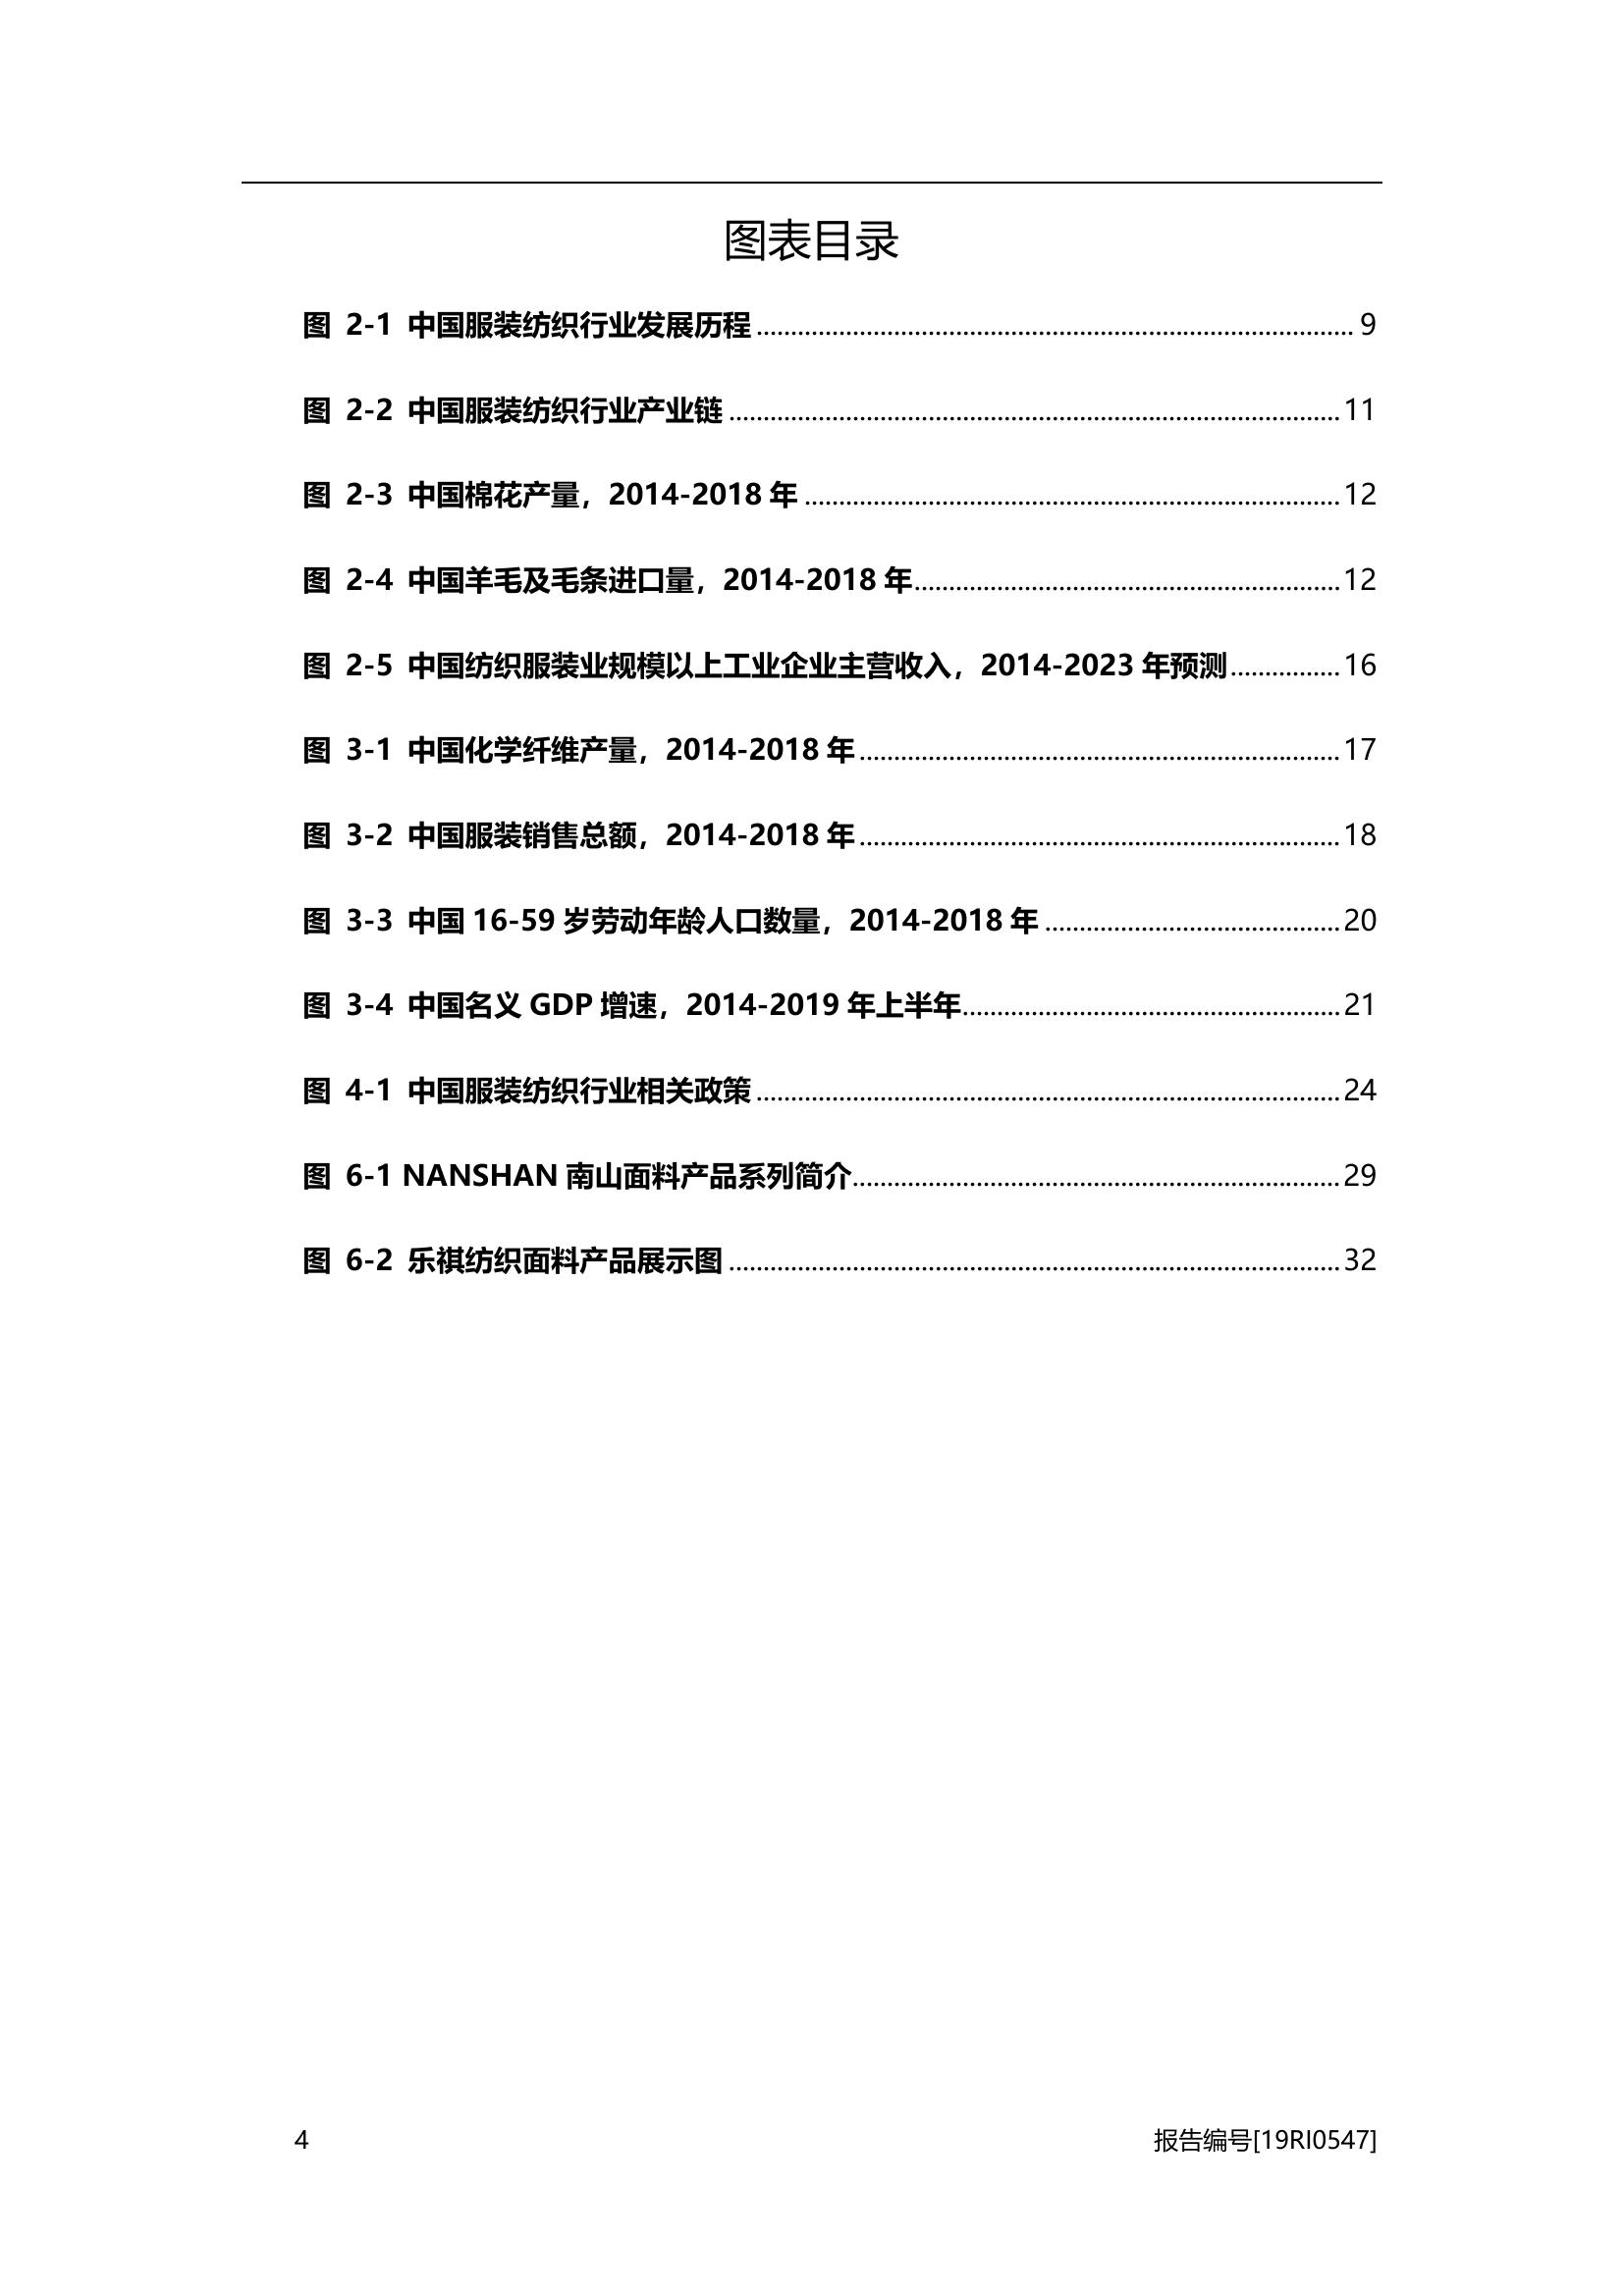 图表目录
图 2-1 中国服装纺织行业发展历程 9
图 2-2 中国服装纺织行业产业链 11
图 2-3 中国棉花产量，2014-2018 年 12
图 2-4 中国羊毛及毛条进口量，2014-2018 年 12
图 2-5 中国纺织服装业规模以上工业企业主营收入，2014-2023 年预测 16
图 3-1 中国化学纤维产量，2014-2018 年 17
图 3-2 中国服装销售总额，2014-2018 年 18
图 3-3 中国 16-59 岁劳动年龄人口数量，2014-2018 年 20
图 3-4 中国名义 GDP 增速，2014-2019 年上半年 21
图 4-1 中国服装纺织行业相关政策 24
图 6-1 NANSHAN 南山面料产品系列简介 29
图 6-2 乐祺纺织面料产品展示图 32
4 报告编号[19RI0547]